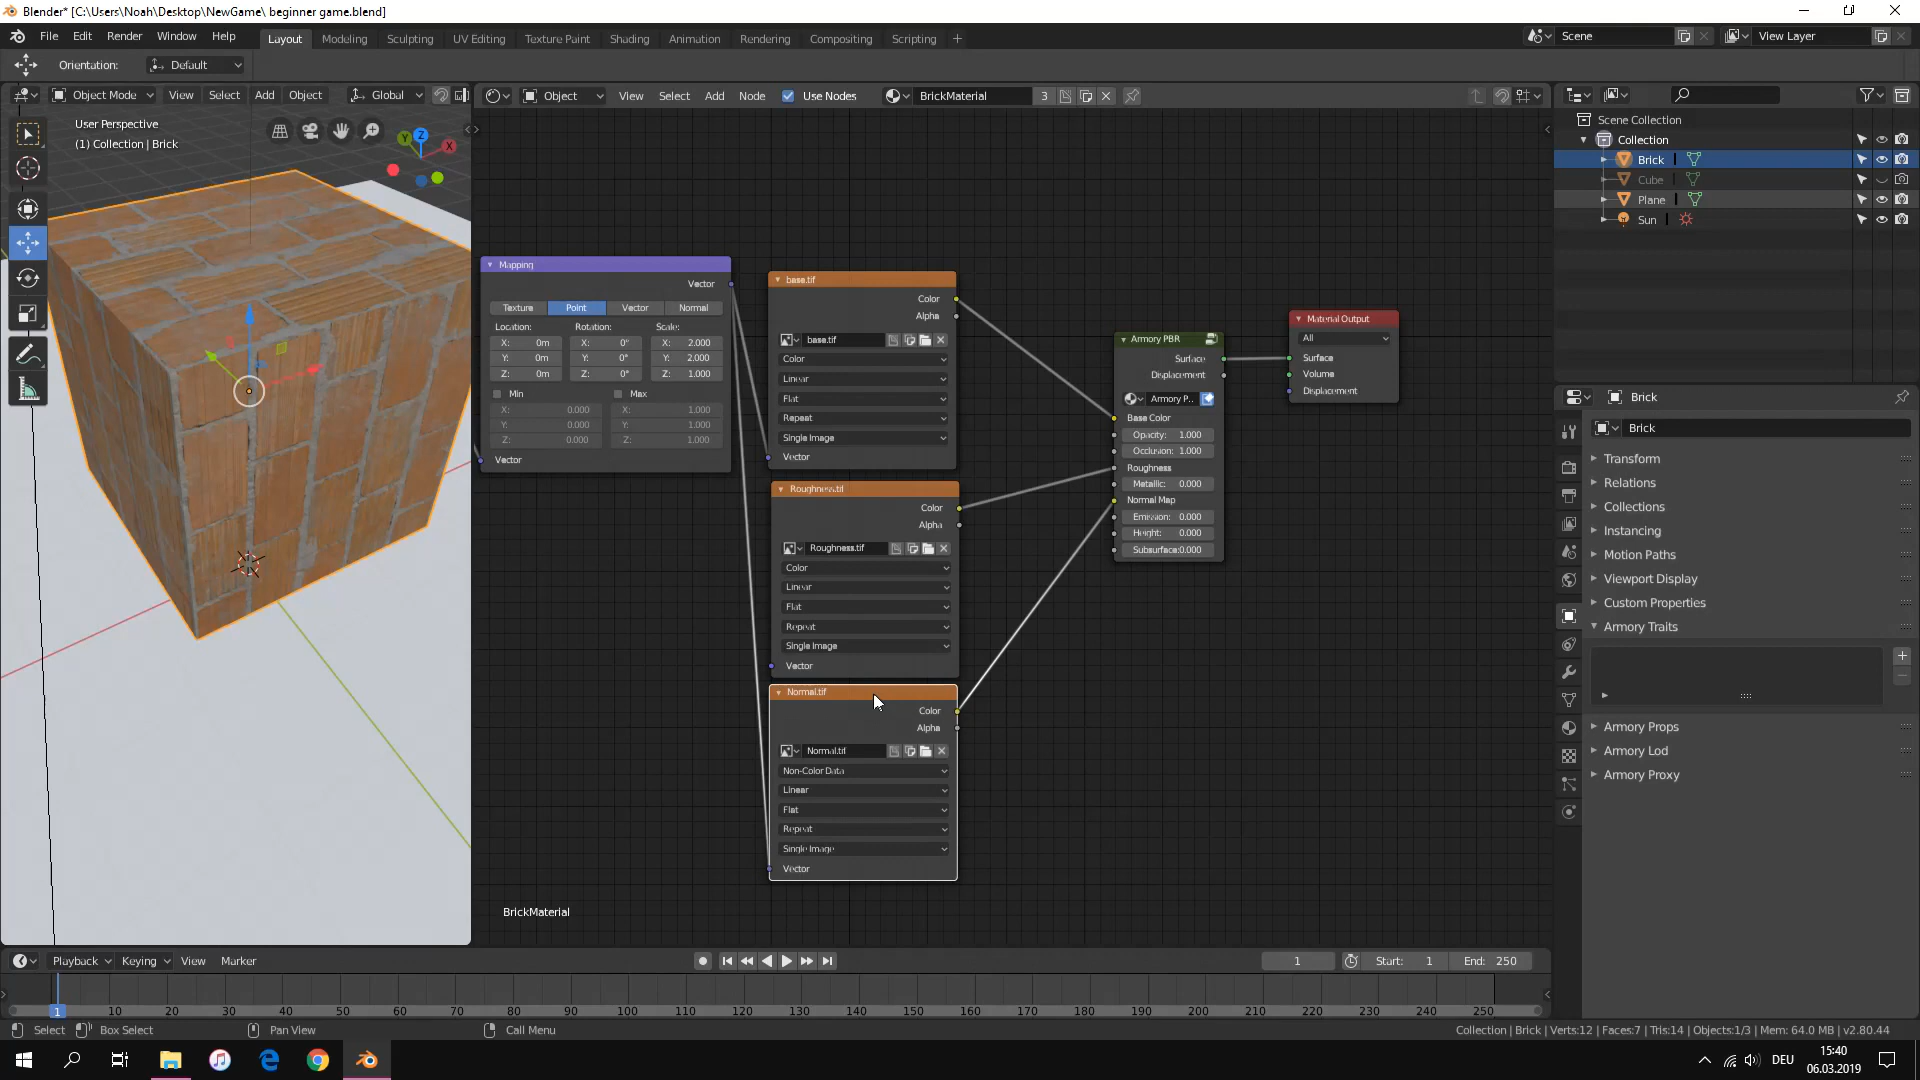 Blender* [C:\Users\Noah\Desktop\NewGame\ beginner game.blend]
File Edit Render Window Help Layout Modeling Sculpting UV Editing Texture Paint Shading Animation Rendering Compositing Scripting + Scene View Layer
Orientation: Default
Object Mode View Select Add Object Global
Object View Select Add Node Use Nodes BrickMaterial 3
User Perspective
(1) Collection | Brick
X
Y
Z
Mapping
Vector
Texture Point Vector Normal
Location: Rotation: Scale:
X: 0m X: 0° X: 2.000
Y: 0m Y: 0° Y: 2.000
Z: 0m Z: 0° Z: 1.000
Min Max
X: 0.000 X: 1.000
Y: 0.000 Y: 1.000
Z: 0.000 Z: 1.000
Vector
base.tif
Color
Alpha
base.tif
Color
Linear
Flat
Repeat
Single Image
Vector
Roughness.tif
Color
Alpha
Roughness.tif
Color
Linear
Flat
Repeat
Single Image
Vector
Normal.tif
Color
Alpha
Normal.tif
Non-Color Data
Linear
Flat
Repeat
Single Image
Vector
Armory PBR
Surface
Displacement
Armory P..
Base Color
Opacity: 1.000
Occlusion: 1.000
Roughness
Metallic: 0.000
Normal Map
Emission: 0.000
Height: 0.000
Subsurface:0.000
Material Output
All
Surface
Volume
Displacement
BrickMaterial
Scene Collection
Collection
Brick
Cube
Plane
Sun
Brick
Brick
Transform
Relations
Collections
Instancing
Motion Paths
Viewport Display
Custom Properties
Armory Traits
Armory Props
Armory Lod
Armory Proxy
Playback Keying View Marker 1 Start: 1 End: 250
1 10 20 30 40 50 60 70 80 90 100 110 120 130 140 150 160 170 180 190 200 210 220 230 240 250
Select Box Select Pan View Call Menu Collection | Brick | Verts:12 | Faces:7 | Tris:14 | Objects:1/3 | Mem: 64.0 MB | v2.80.44
DEU
15:40
06.03.2019